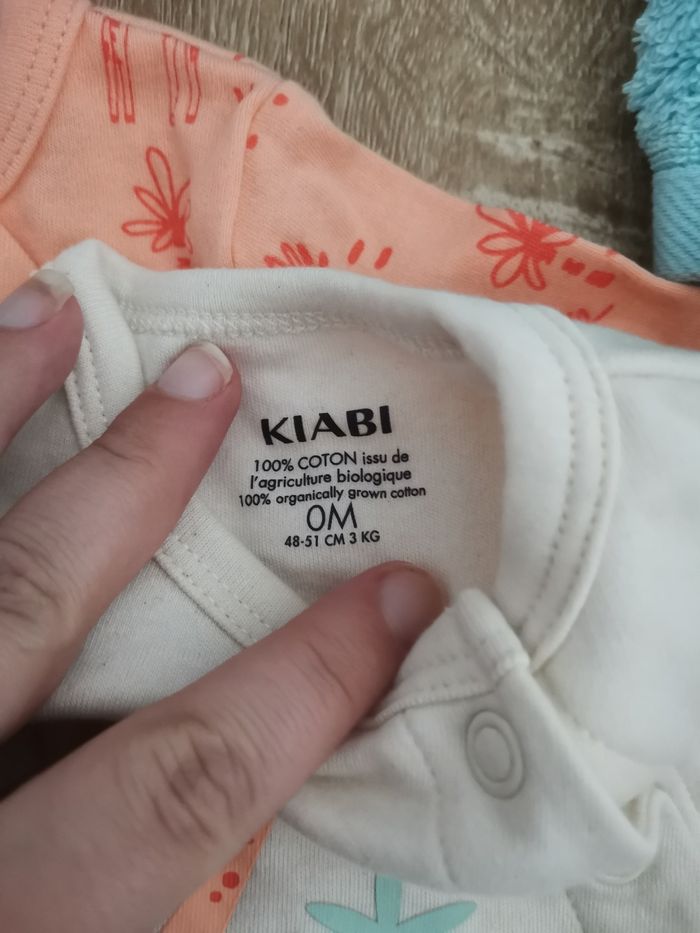 KIABI
100% COTON issu de
l'agriculture biologique
100% organically grown cotton
0M
48-51 CM 3 KG